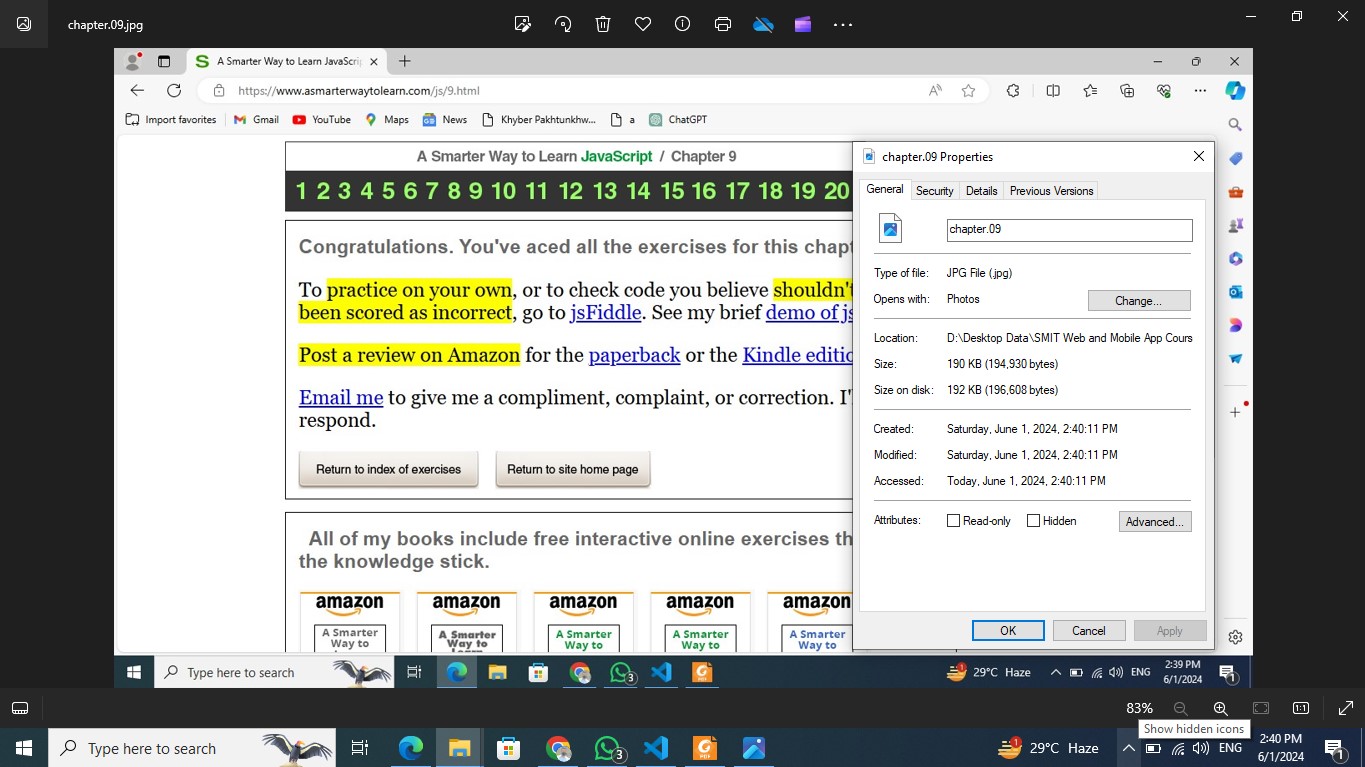 chapter.09.jpg
A Smarter Way to Learn JavaScri
https://www.asmarterwaytolearn.com/js/9.html
Import favorites Gmail YouTube Maps News Khyber Pakhtunkhw... a ChatGPT
A Smarter Way to Learn JavaScript / Chapter 9
1 2 3 4 5 6 7 8 9 10 11 12 13 14 15 16 17 18 19 20
Congratulations. You've aced all the exercises for this chapt
To practice on your own, or to check code you believe shouldn't
been scored as incorrect, go to jsFiddle. See my brief demo of js
Post a review on Amazon for the paperback or the Kindle editio
Email me to give me a compliment, complaint, or correction. I'
respond.
Return to index of exercises Return to site home page
All of my books include free interactive online exercises th
the knowledge stick.
amazon amazon amazon amazon amazon
A Smarter A Smarter A Smarter A Smarter A Smarter
Way to Way to Way to Way to Way to
chapter.09 Properties
General Security Details Previous Versions
chapter.09
Type of file: JPG File (.jpg)
Opens with: Photos Change...
Location: D:\Desktop Data\SMIT Web and Mobile App Cours
Size: 190 KB (194,930 bytes)
Size on disk: 192 KB (196,608 bytes)
Created: Saturday, June 1, 2024, 2:40:11 PM
Modified: Saturday, June 1, 2024, 2:40:11 PM
Accessed: Today, June 1, 2024, 2:40:11 PM
Attributes: Read-only Hidden Advanced...
OK Cancel Apply
Type here to search 3 1 29°C Haze ENG 2:39 PM
6/1/2024 1
83% 1:1
Show hidden icons
Type here to search 3 1 29°C Haze ENG 2:40 PM
6/1/2024 1